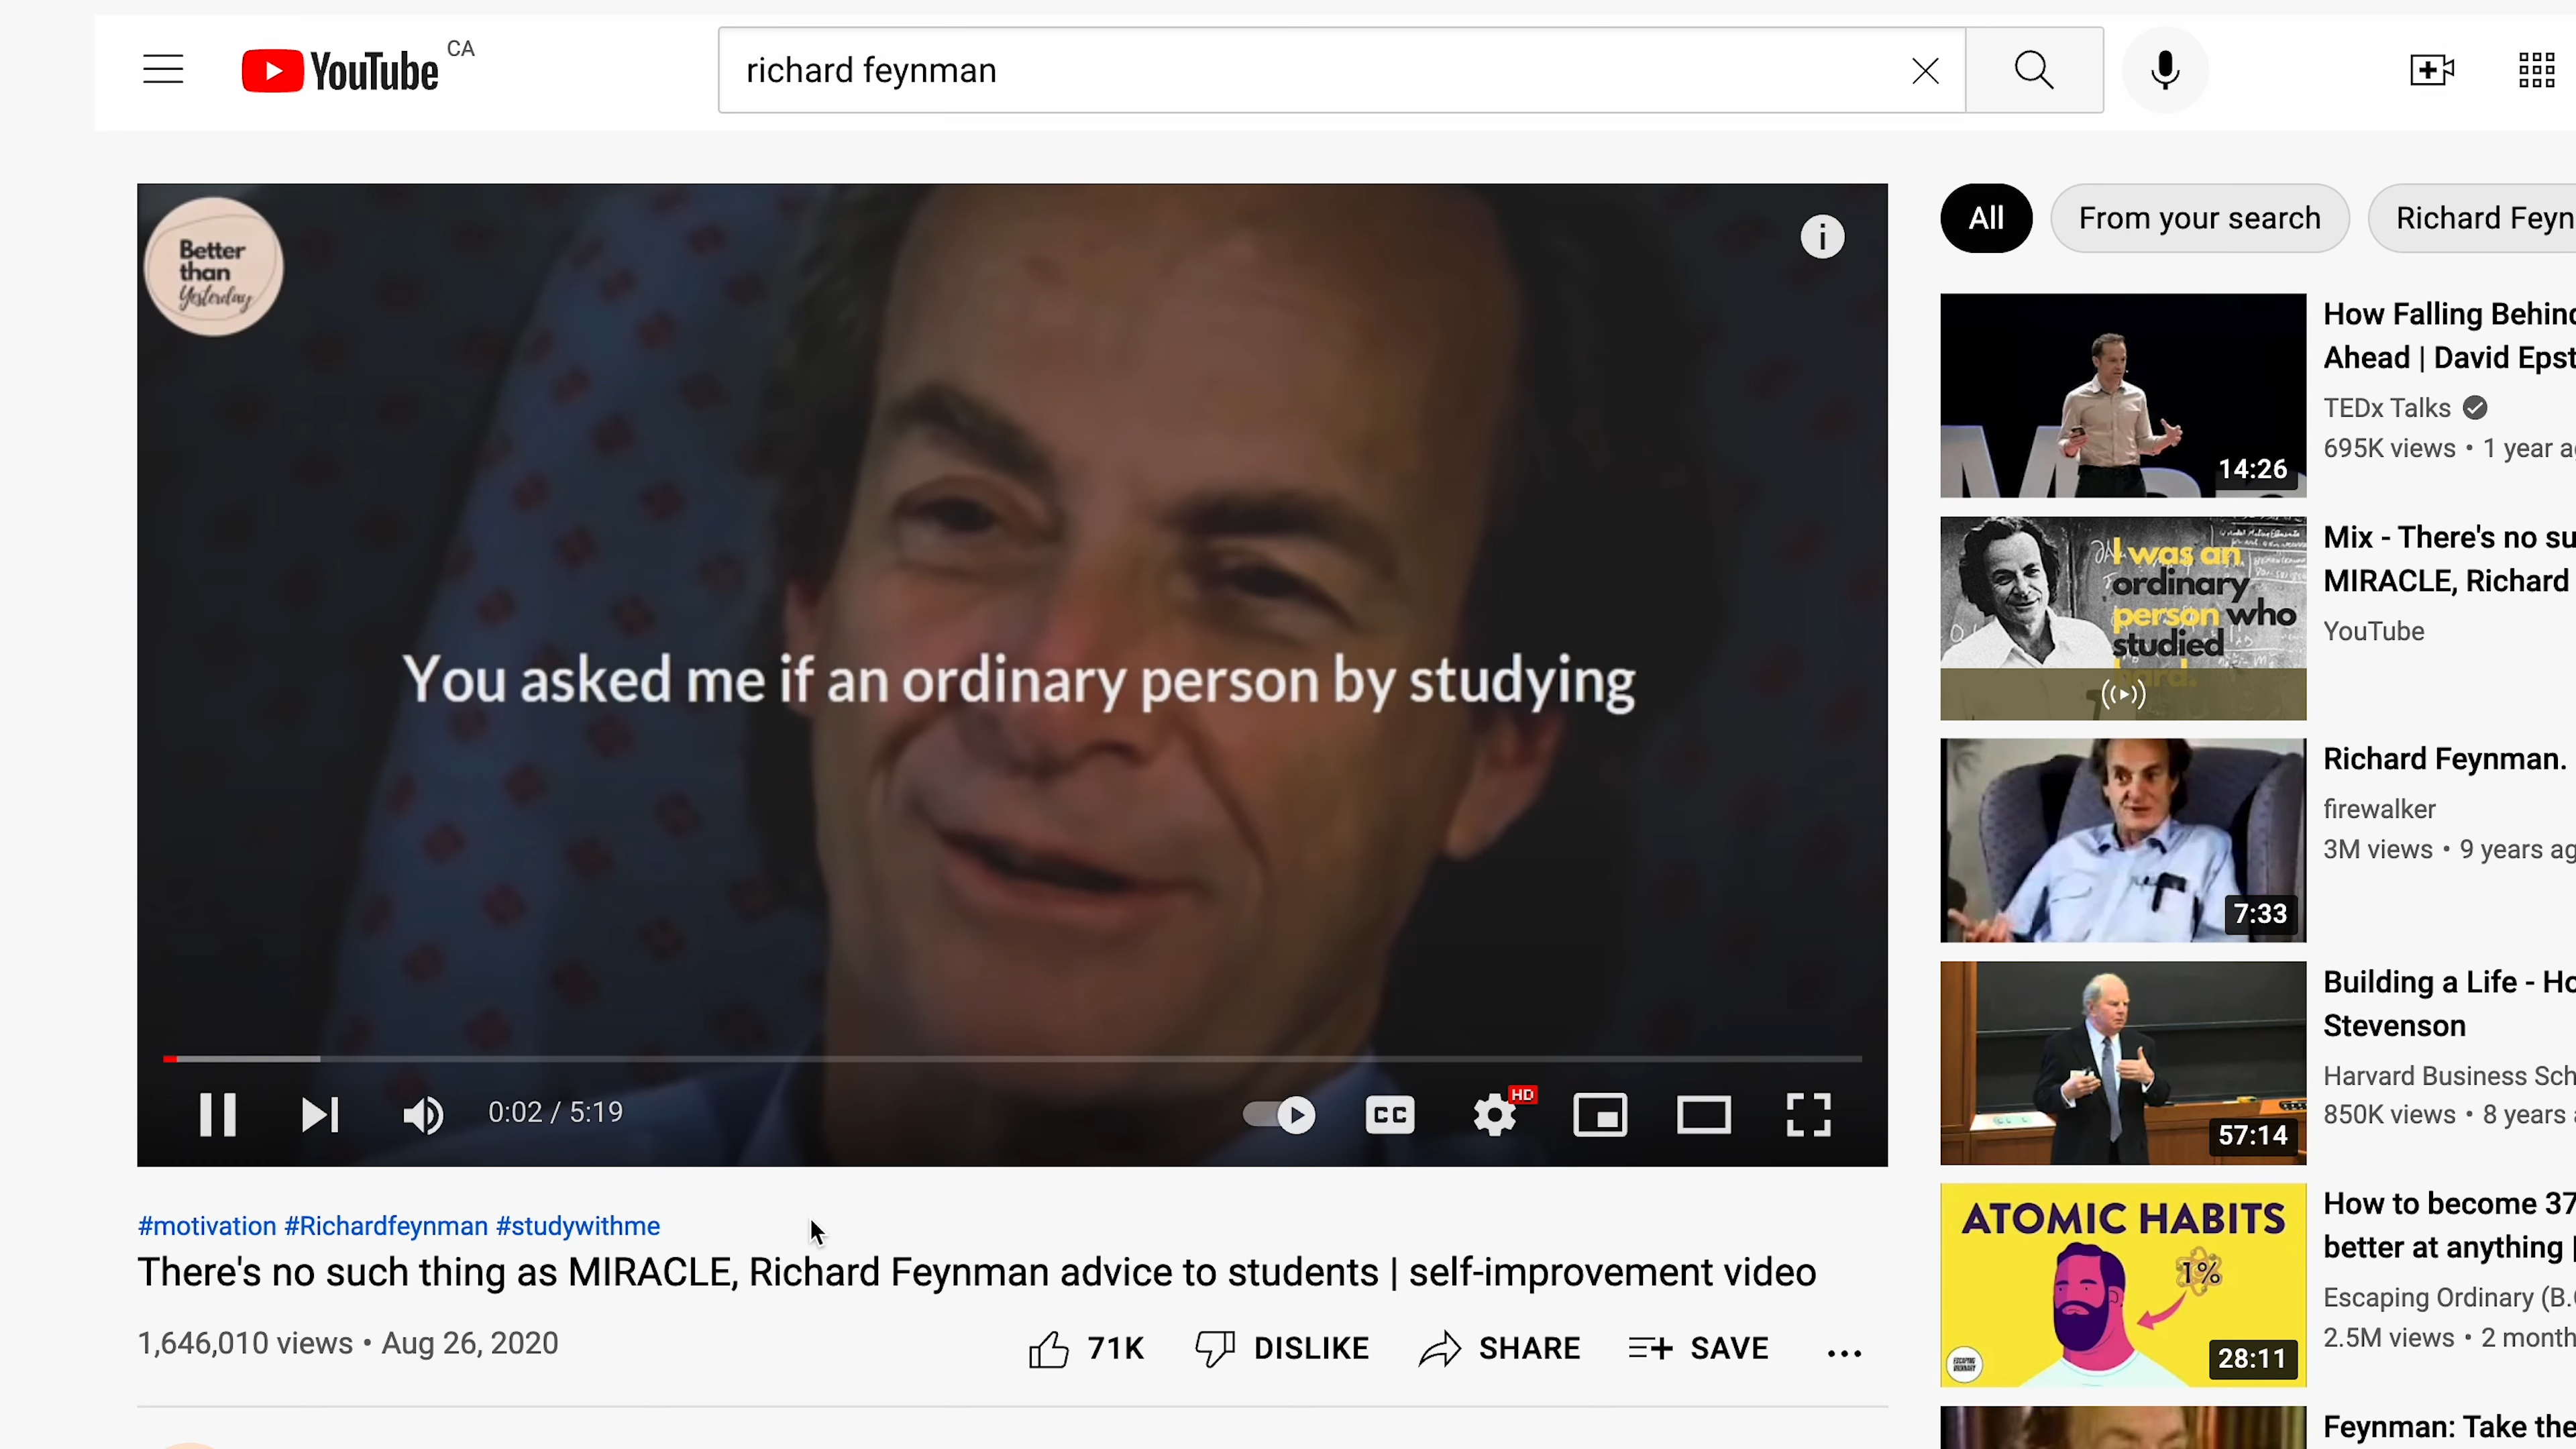 YouTube CA
richard feynman
Better
than
Yesterday
i
You asked me if an ordinary person by studying
0:02 / 5:19
CC
HD
#motivation #Richardfeynman #studywithme
There's no such thing as MIRACLE, Richard Feynman advice to students | self-improvement video
1,646,010 views • Aug 26, 2020
71K
DISLIKE
SHARE
SAVE
All
From your search
Richard Feyn
How Falling Behind
Ahead | David Epst
TEDx Talks
695K views • 1 year a
14:26
I was an
ordinary
person who
studied
hard.
Mix - There's no su
MIRACLE, Richard
YouTube
Richard Feynman.
firewalker
3M views • 9 years ag
7:33
Building a Life - Ho
Stevenson
Harvard Business Sch
850K views • 8 years
57:14
ATOMIC HABITS
1%
ESCAPING
ORDINARY
28:11
How to become 37
better at anything
Escaping Ordinary (B.
2.5M views • 2 month
Feynman: Take the